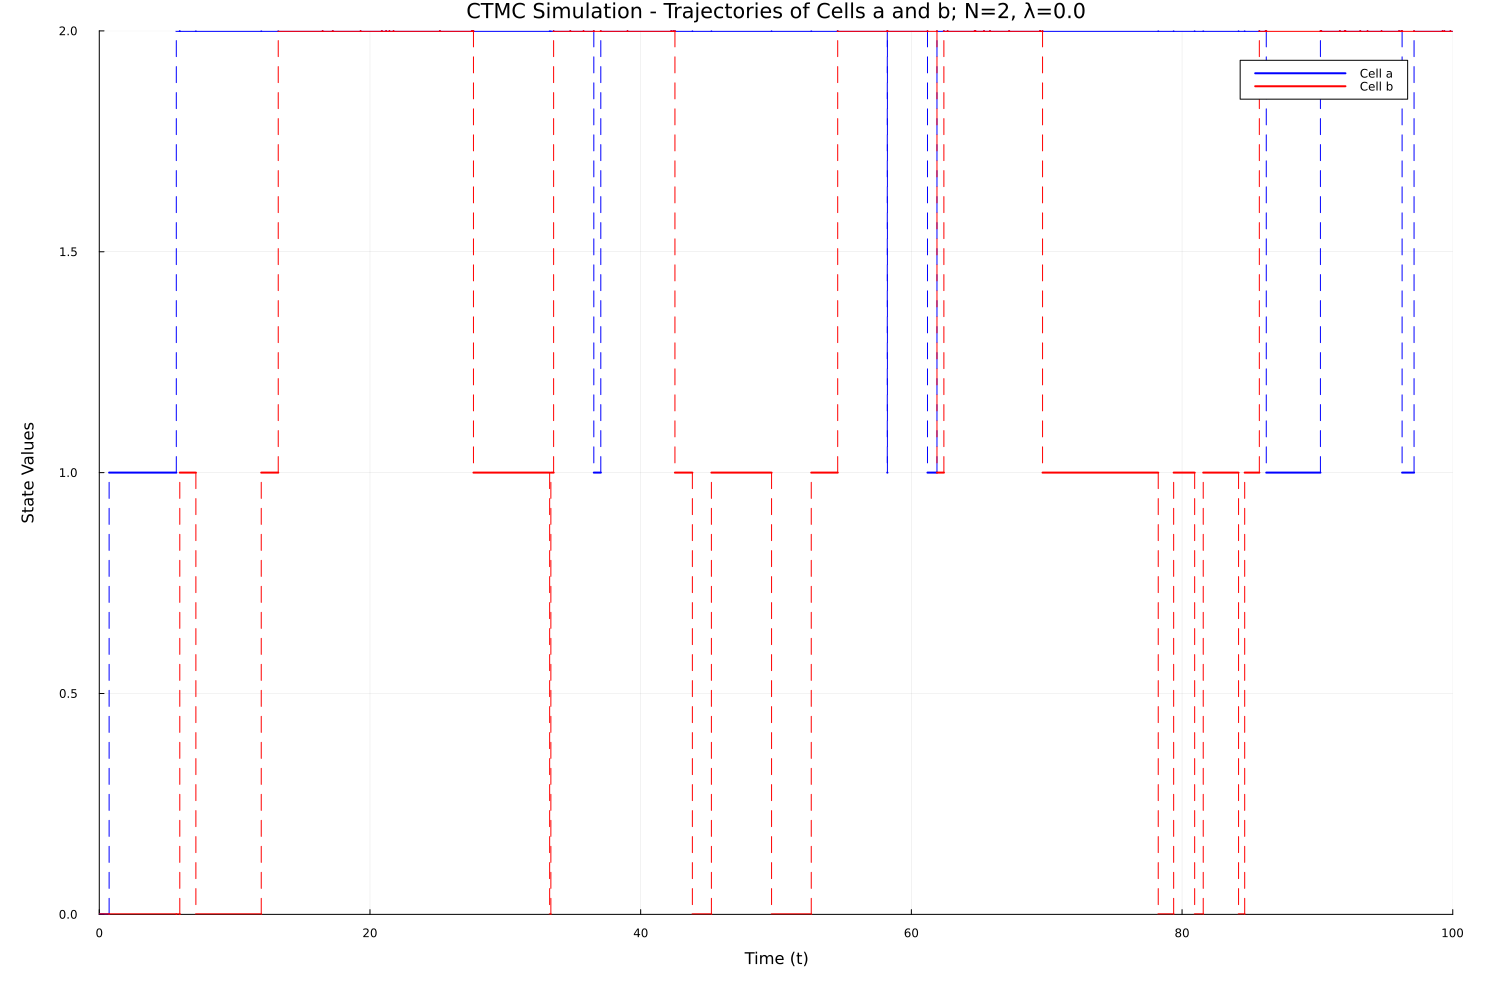 CTMC Simulation - Trajectories of Cells a and b; N=2, λ=0.0
2.0
Cell a
Cell b
1.5
1.0
State Values
0.5
0.0
0 20 40 60 80 100
Time (t)